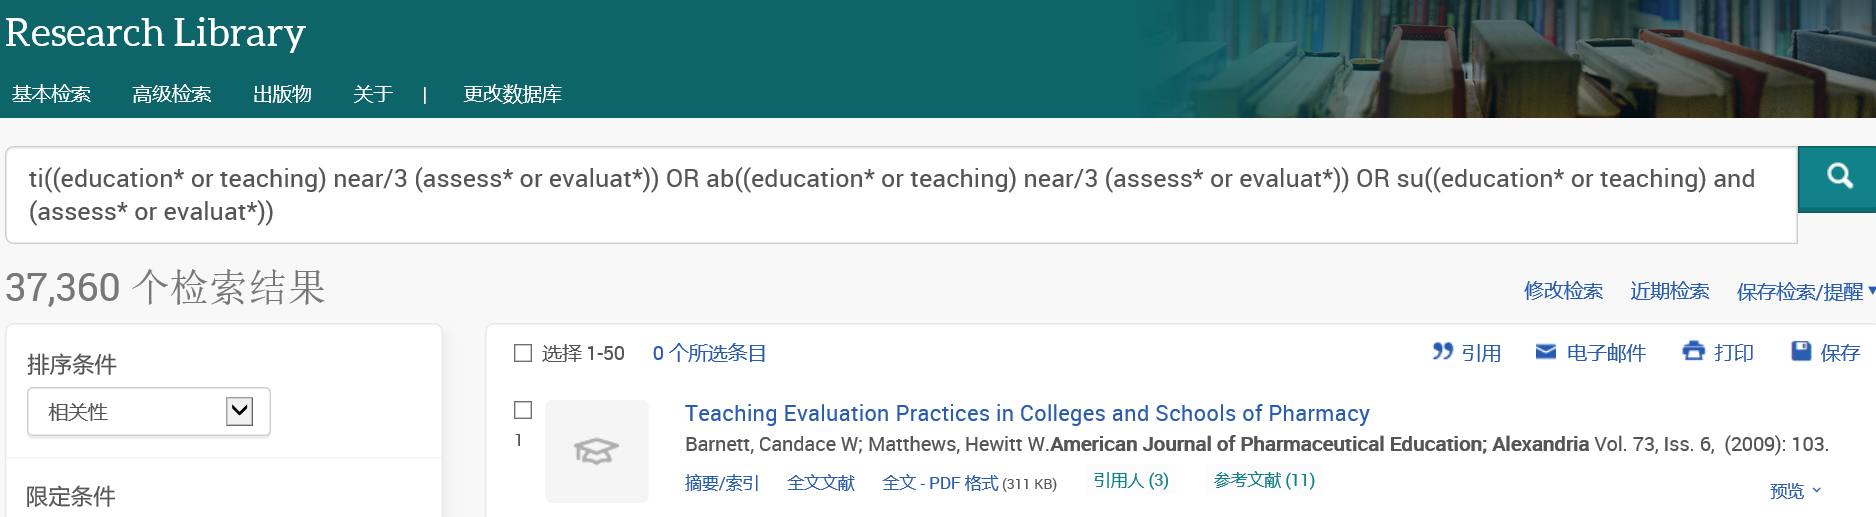 Research Library
基本检索 高级检索 出版物 关于 | 更改数据库
ti((education* or teaching) near/3 (assess* or evaluat*)) OR ab((education* or teaching) near/3 (assess* or evaluat*)) OR su((education* or teaching) and
(assess* or evaluat*))
37,360 个检索结果
修改检索 近期检索 保存检索/提醒
排序条件
相关性
限定条件
选择 1-50 0 个所选条目
引用 电子邮件 打印 保存
1
Teaching Evaluation Practices in Colleges and Schools of Pharmacy
Barnett, Candace W; Matthews, Hewitt W.American Journal of Pharmaceutical Education; Alexandria Vol. 73, Iss. 6, (2009): 103.
摘要/索引 全文文献 全文 - PDF 格式 (311 KB) 引用人 (3) 参考文献 (11)
预览